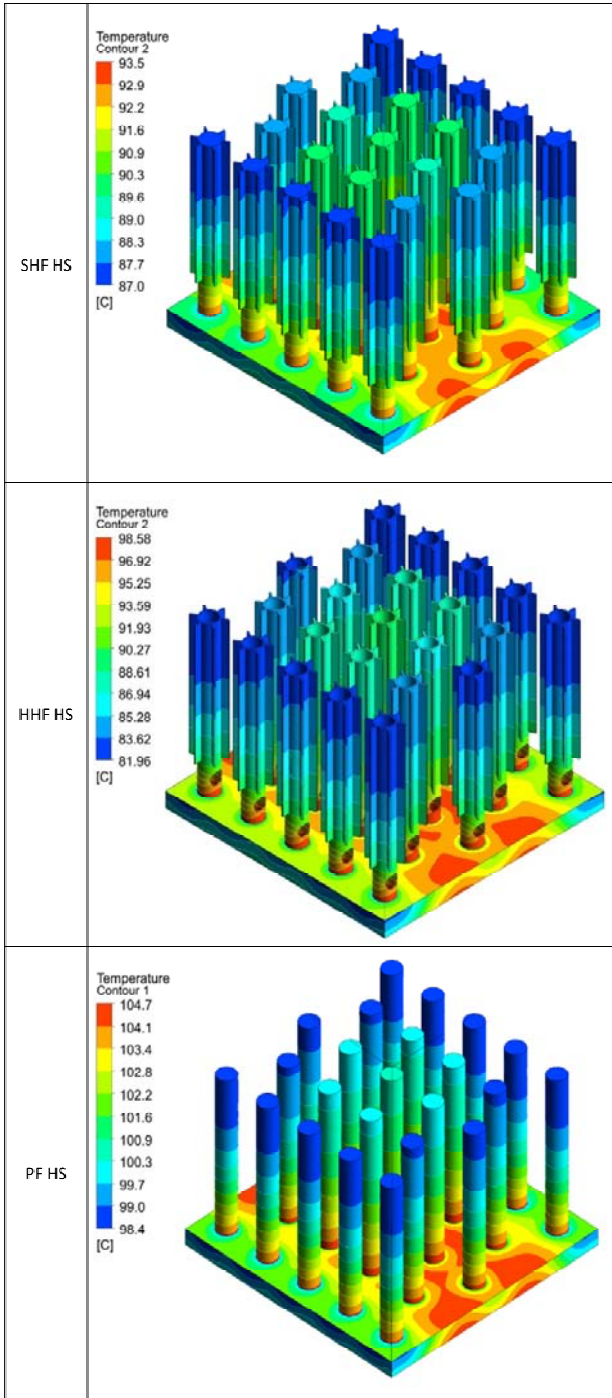 Temperature
Contour 2
93.5
92.9
92.2
91.6
90.9
90.3
89.6
89.0
88.3
87.7
87.0
[C]
SHF HS
Temperature
Contour 2
98.58
96.92
95.25
93.59
91.93
90.27
88.61
86.94
85.28
83.62
81.96
[C]
HHF HS
Temperature
Contour 1
104.7
104.1
103.4
102.8
102.2
101.6
100.9
100.3
99.7
99.0
98.4
[C]
PF HS